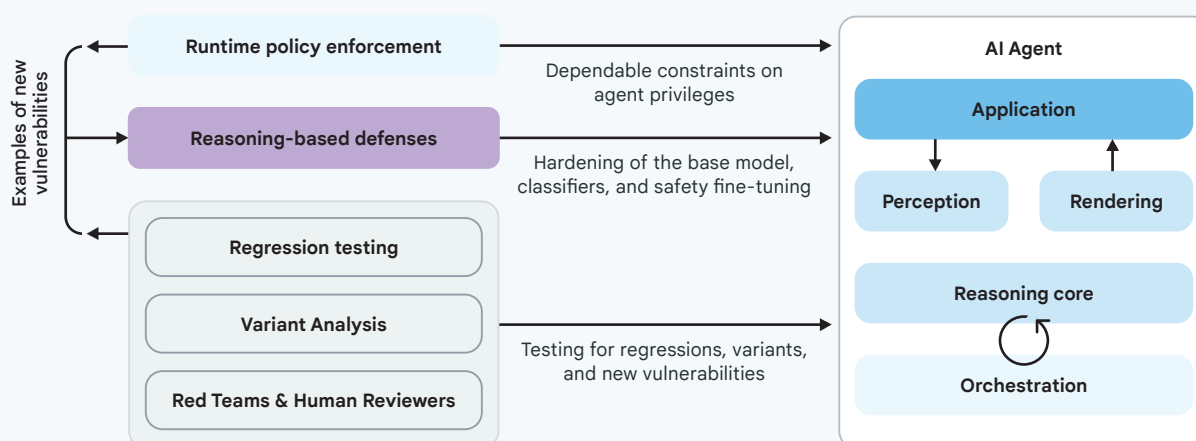 Examples of new
vulnerabilities
Runtime policy enforcement
Dependable constraints on
agent privileges
Reasoning-based defenses
Hardening of the base model,
classifiers, and safety fine-tuning
Regression testing
Variant Analysis
Red Teams & Human Reviewers
Testing for regressions, variants,
and new vulnerabilities
AI Agent
Application
Perception
Rendering
Reasoning core
Orchestration